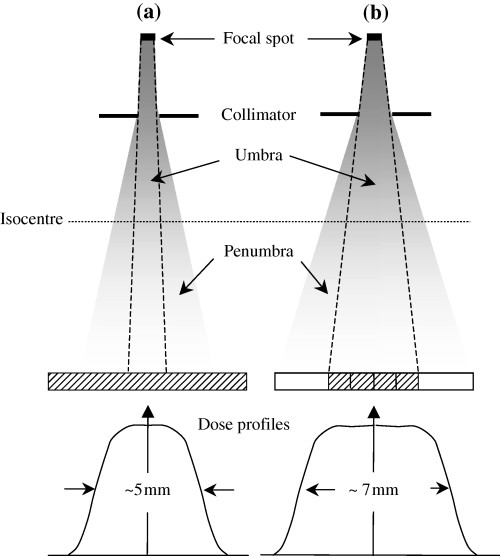 (a) (b)
Focal spot
Collimator
Umbra
Isocentre
Penumbra
Dose profiles
~5mm
~ 7mm